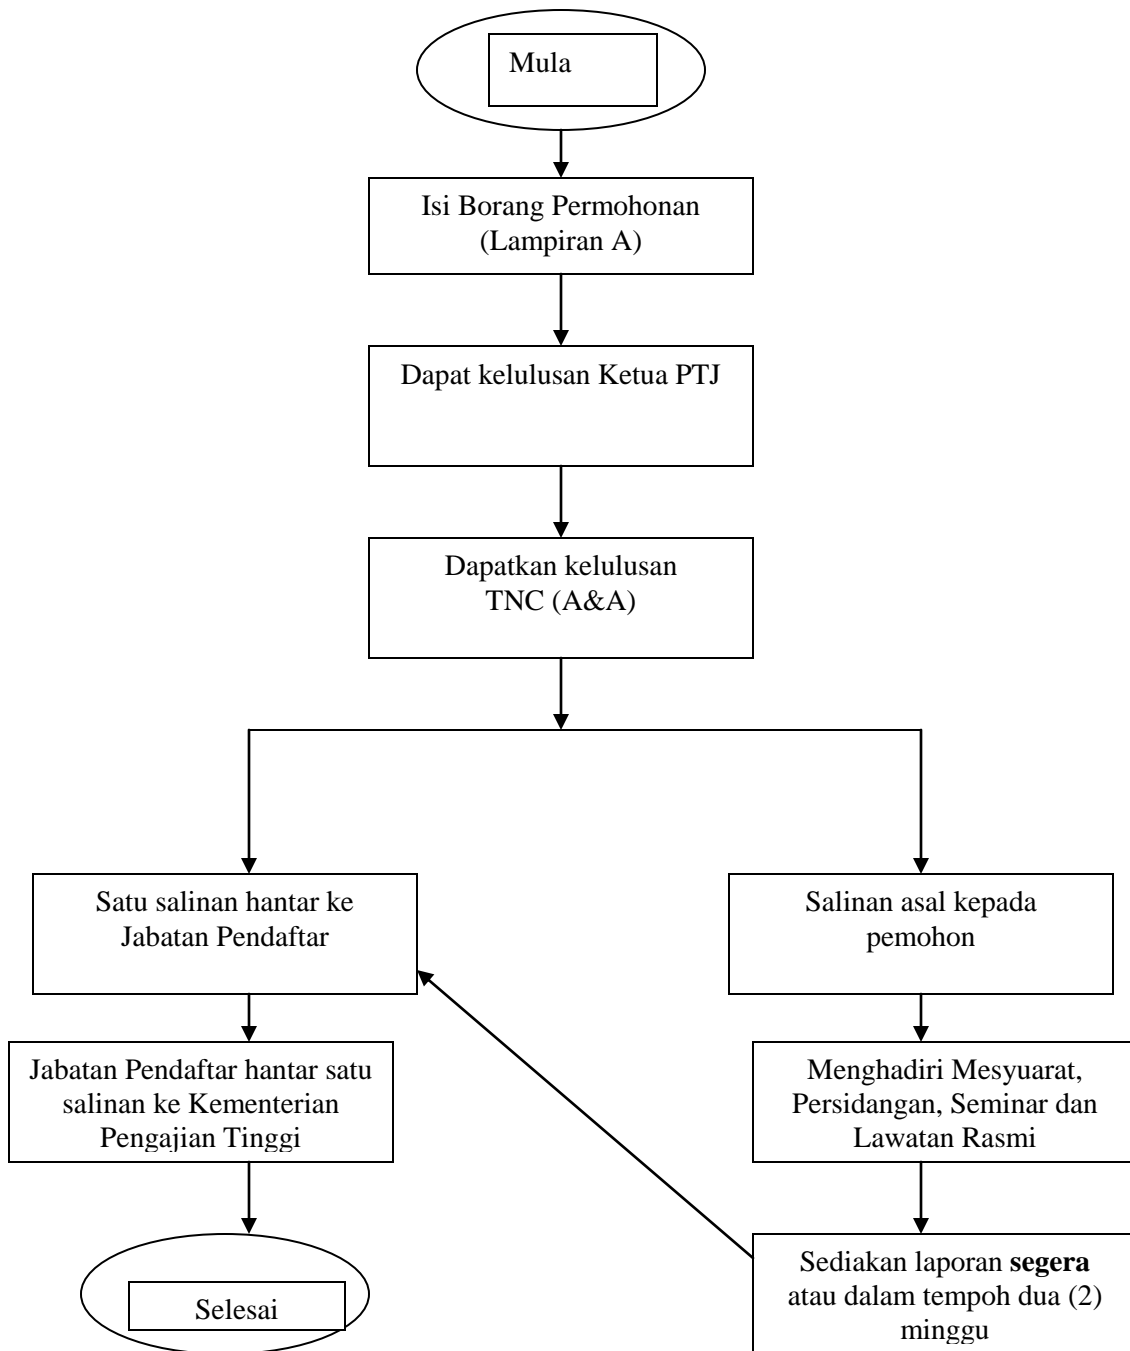 Mula
Isi Borang Permohonan
(Lampiran A)
Dapat kelulusan Ketua PTJ
Dapatkan kelulusan
TNC (A&A)
Satu salinan hantar ke
Jabatan Pendaftar
Salinan asal kepada
pemohon
Jabatan Pendaftar hantar satu
salinan ke Kementerian
Pengajian Tinggi
Menghadiri Mesyuarat,
Persidangan, Seminar dan
Lawatan Rasmi
Selesai
Sediakan laporan segera
atau dalam tempoh dua (2)
minggu